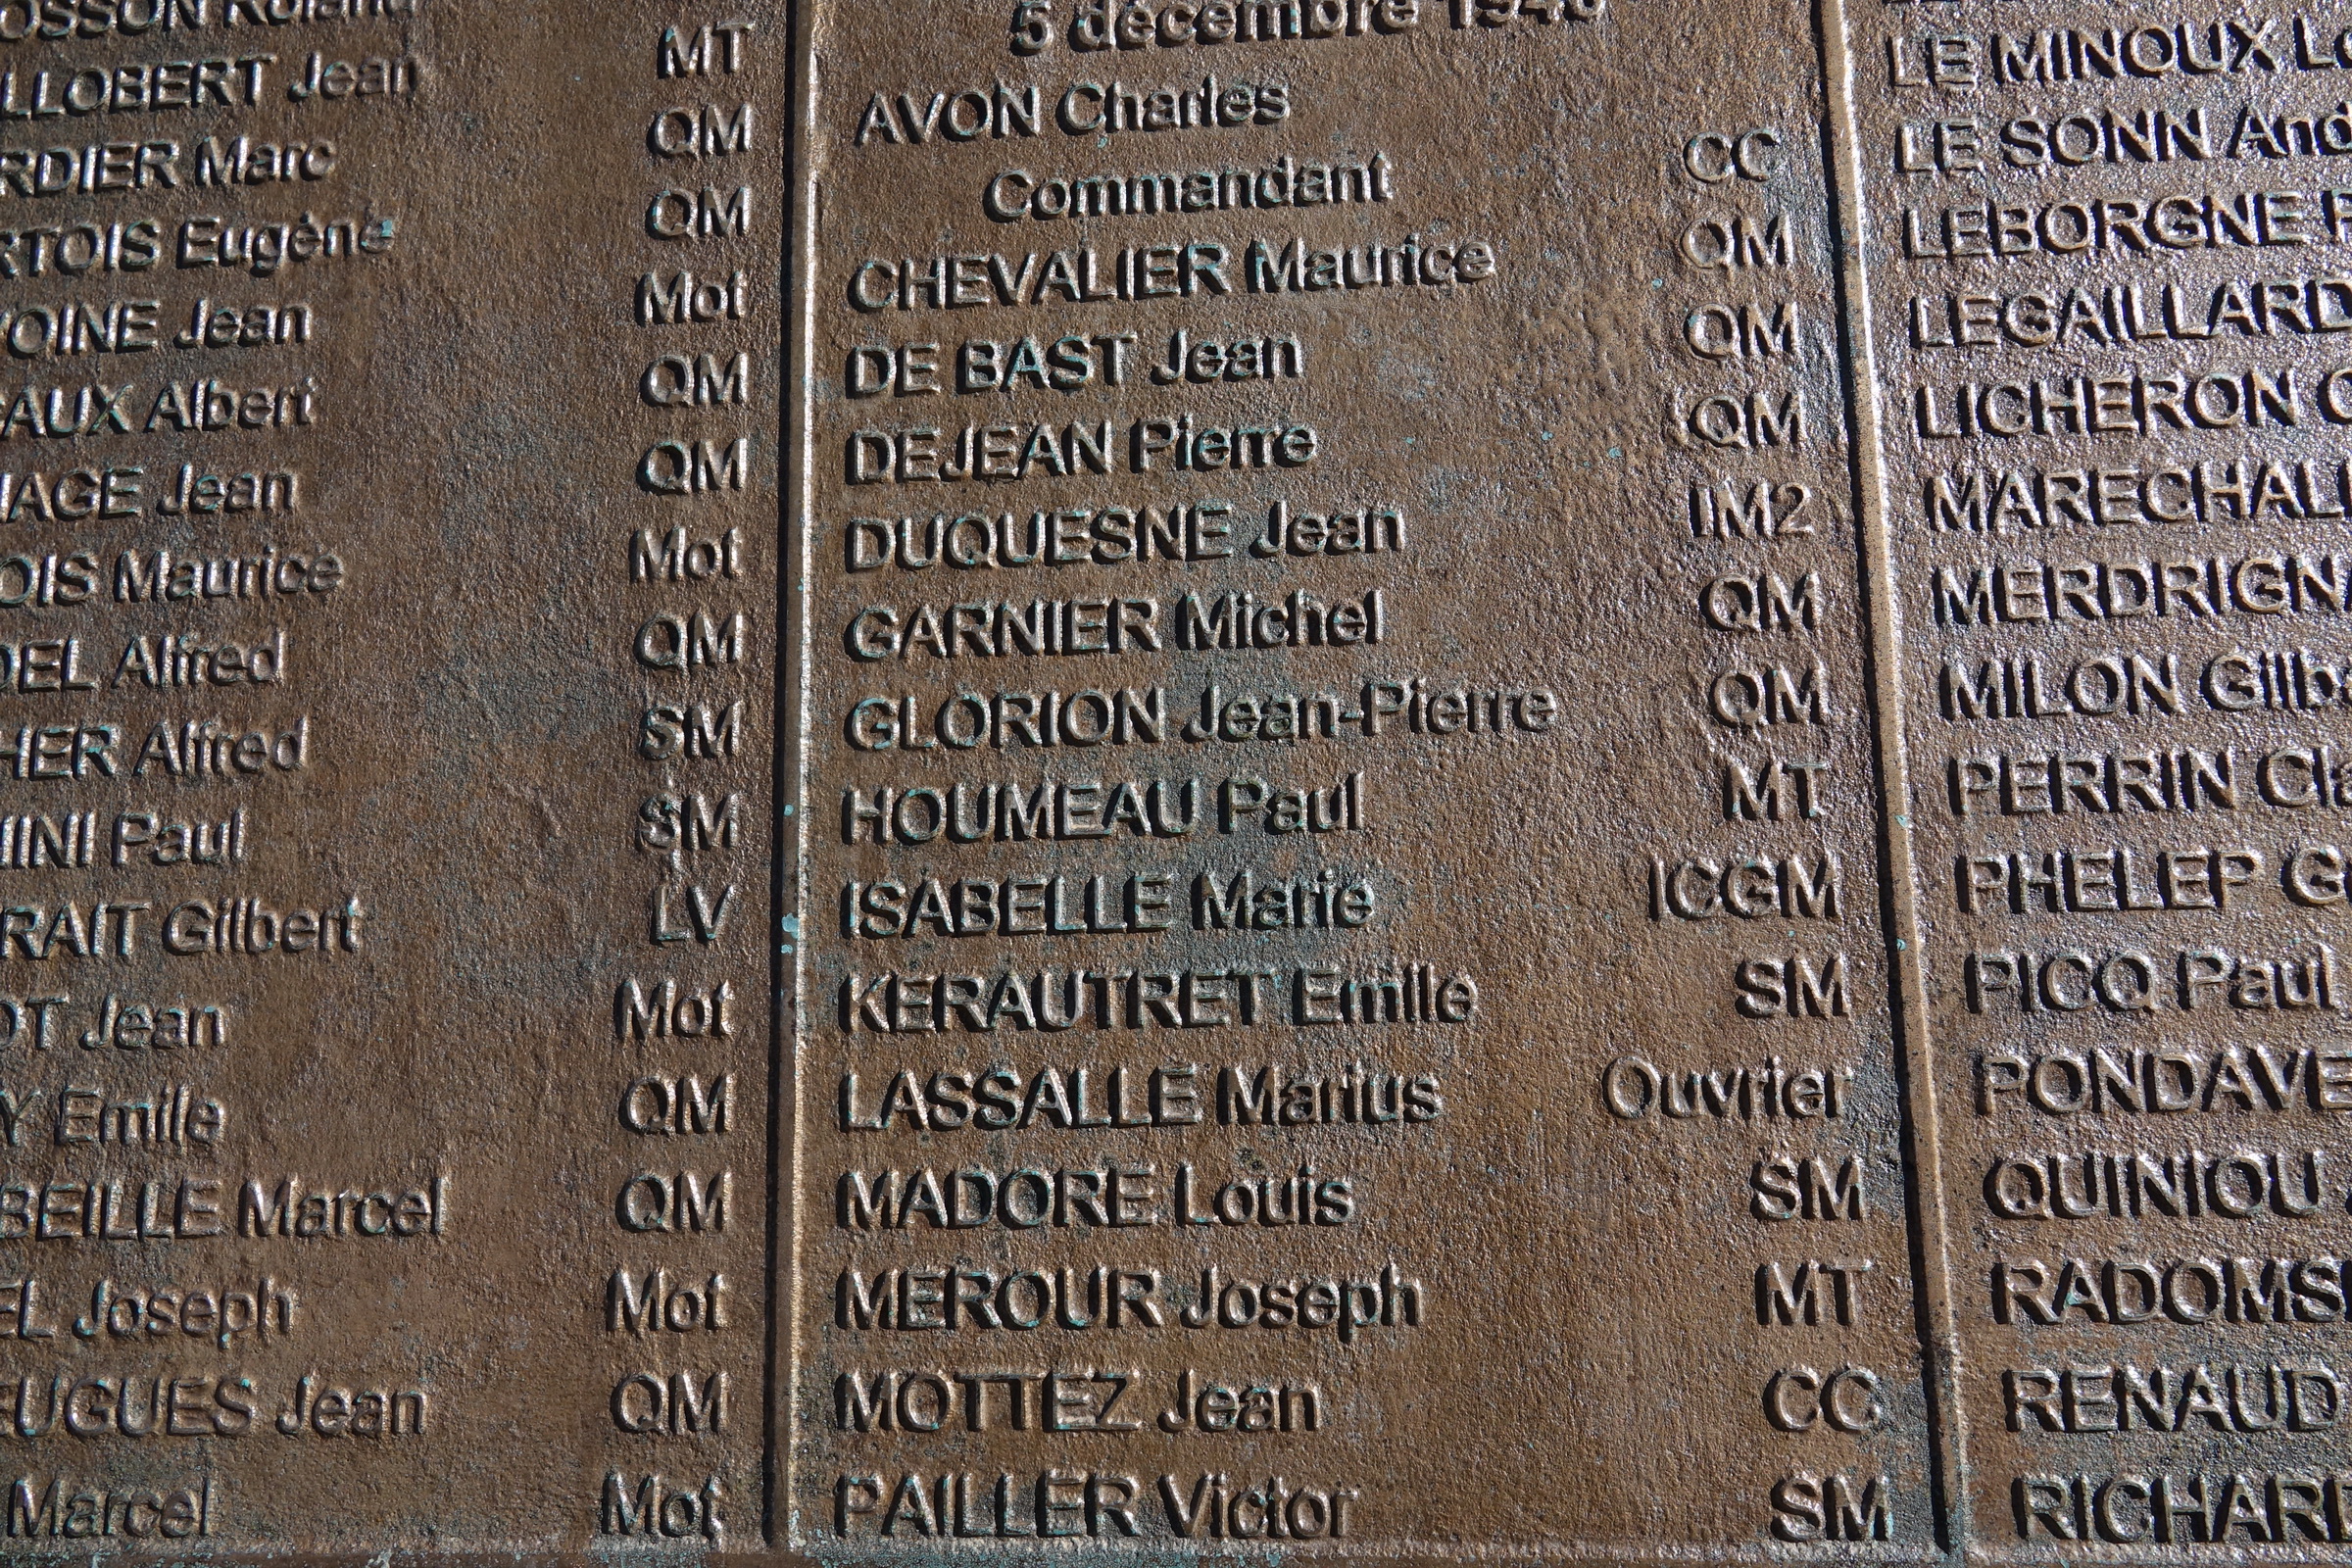 OSSON Roland
LLOBERT Jean MT
RDIER Marc QM
RTOIS Eugène QM
OINE Jean Mot
AUX Albert QM
AGE Jean QM
OIS Maurice Mot
DEL Alfred QM
HER Alfred SM
INI Paul SM
RAIT Gilbert LV
OT Jean Mot
Y Emile QM
BEILLE Marcel QM
EL Joseph Mot
EUGUES Jean QM
Marcel Mot
5 décembre
AVON Charles
Commandant CC
CHEVALIER Maurice QM
DE BAST Jean QM
DEJEAN Pierre QM
DUQUESNE Jean IM2
GARNIER Michel QM
GLORION Jean-Pierre QM
HOUMEAU Paul MT
ISABELLE Marie ICGM
KERAUTRET Emile SM
LASSALLE Marius Ouvrier
MADORE Louis SM
MEROUR Joseph MT
MOTTEZ Jean CC
PAILLER Victor SM
LE MINOUX L
LE SONN And
LEBORGNE
LEGAILLARD
LICHERON
MARECHAL
MERDRIGN
MILON Gilb
PERRIN Cl
PHELEP G
PICQ Paul
PONDAVE
QUINIOU
RADOMS
RENAUD
RICHAR